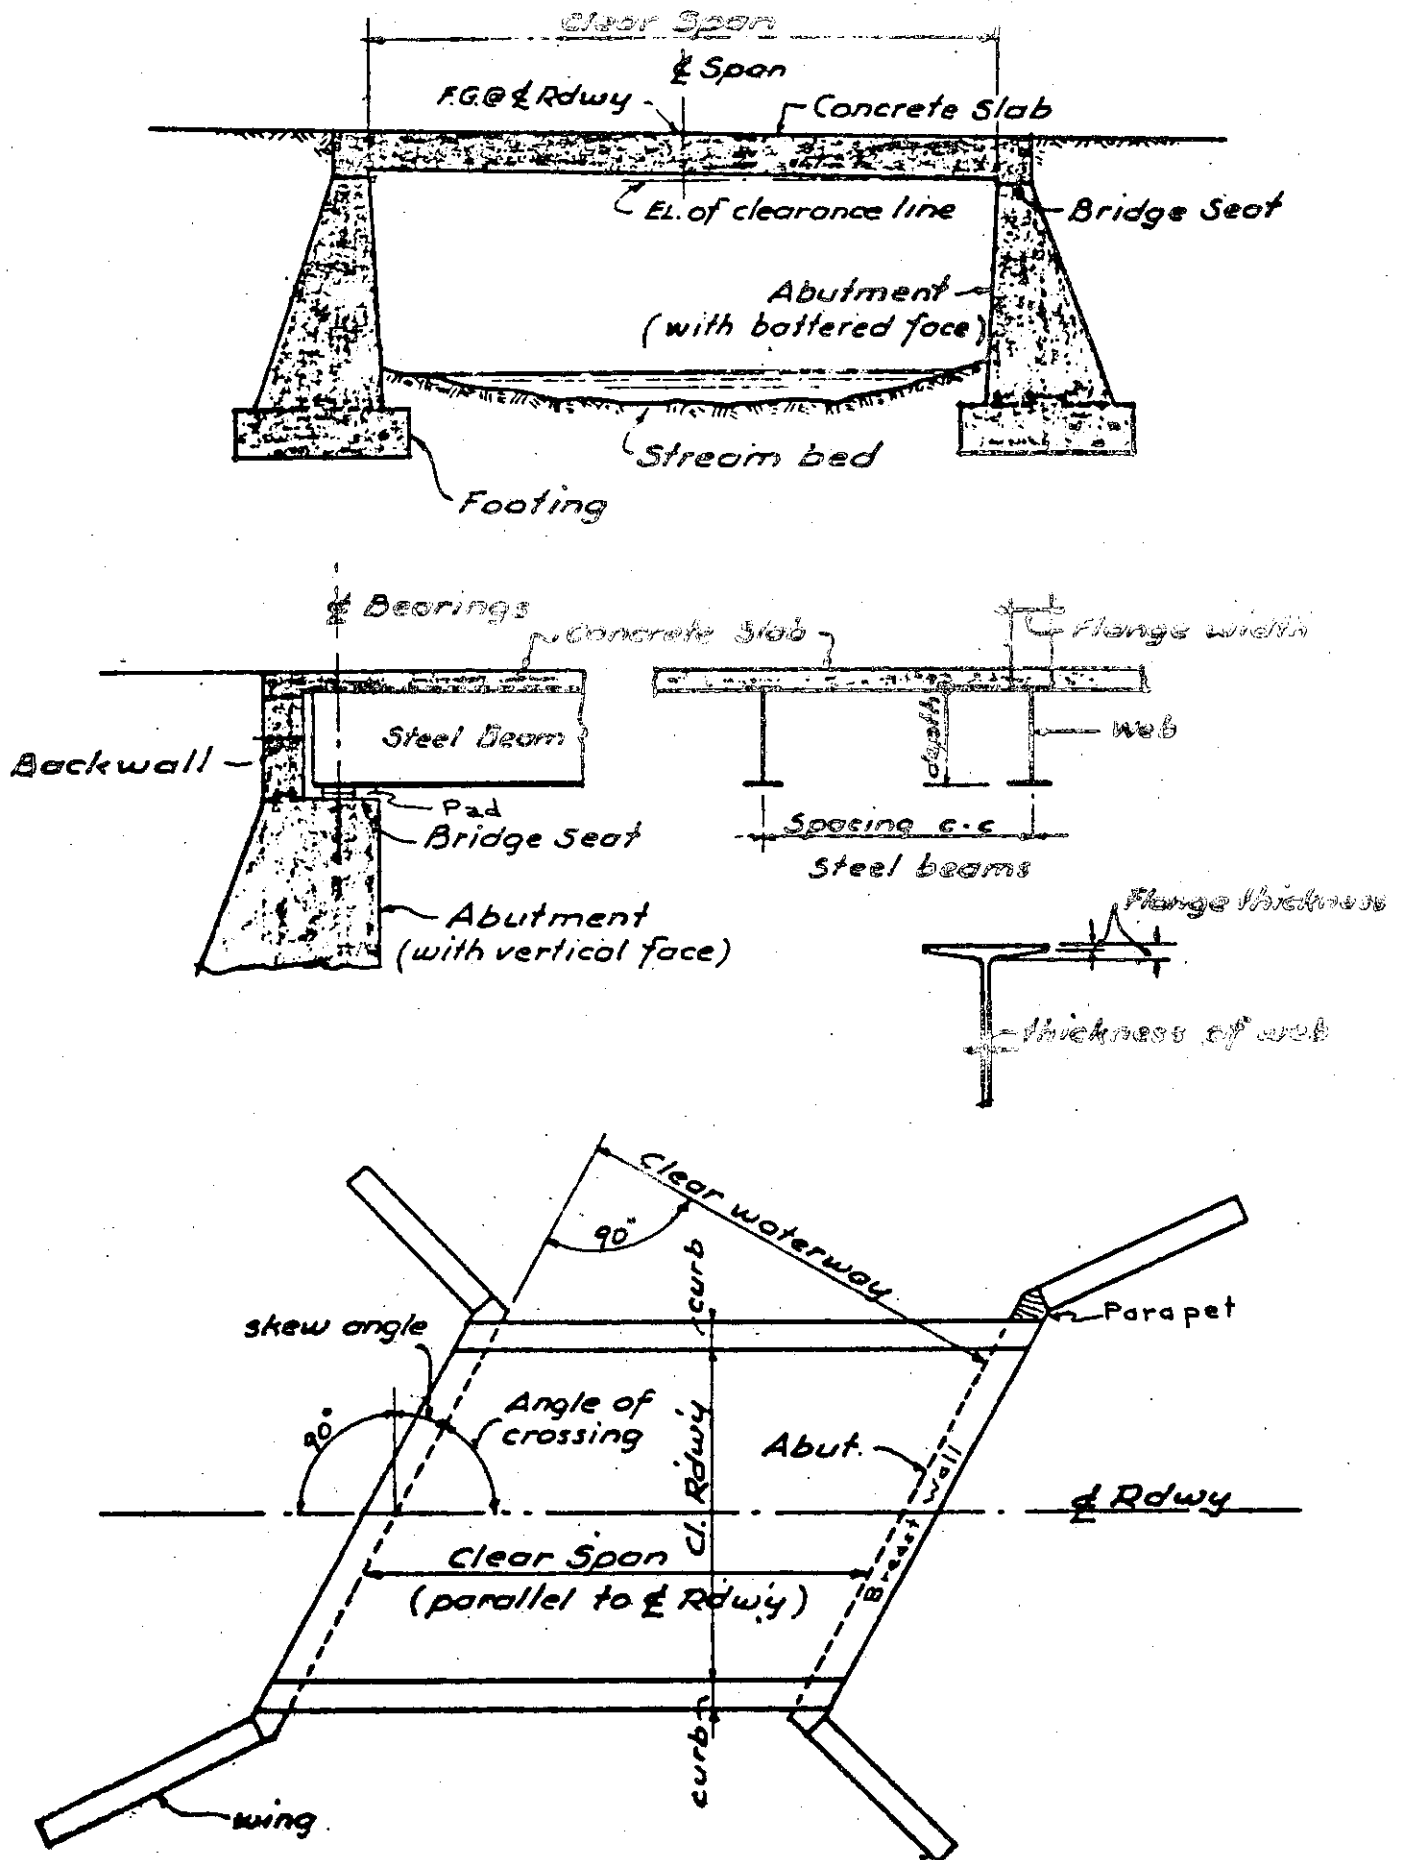 Clear Span
℄ Span
F.G.@ ℄ Rdwy
Concrete Slab
EL. of clearance line
Bridge Seat
Abutment
(with battered face)
Stream bed
Footing
℄ Bearings
Concrete Slab
Flange width
Steel Beam
depth
Web
Backwall
Pad
Bridge Seat
Spacing c.c
Steel beams
Abutment
(with vertical face)
Flange thickness
thickness of web
Clear waterway
90°
curb
Parapet
skew angle
90°
Angle of
crossing
Cl. Rdw'y
Abut.
Breast Wall
℄ Rdwy
Clear Span
(parallel to ℄ Rdw'y)
curb
wing